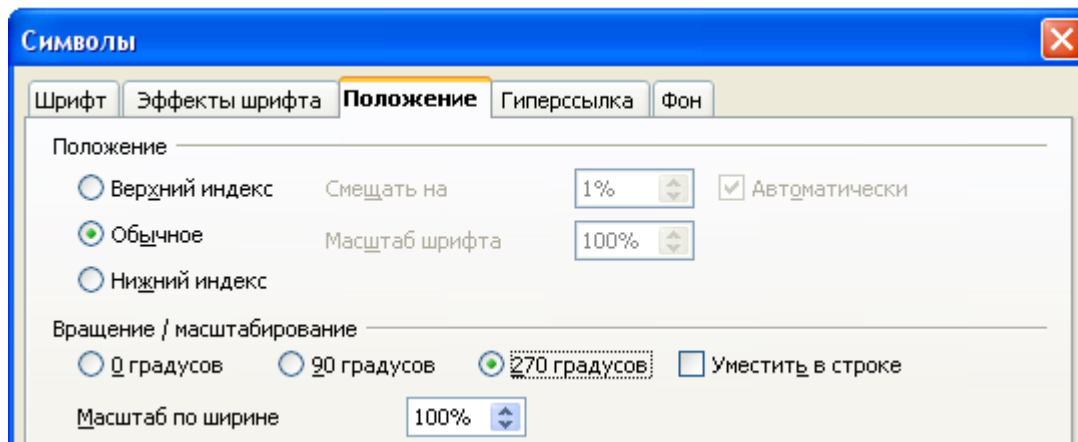 Символы
Шрифт Эффекты шрифта Положение Гиперссылка Фон
Положение
Верхний индекс Смещать на 1% Автоматически
Обычное Масштаб шрифта 100%
Нижний индекс
Вращение / масштабирование
0 градусов 90 градусов 270 градусов Уместить в строке
Масштаб по ширине 100%